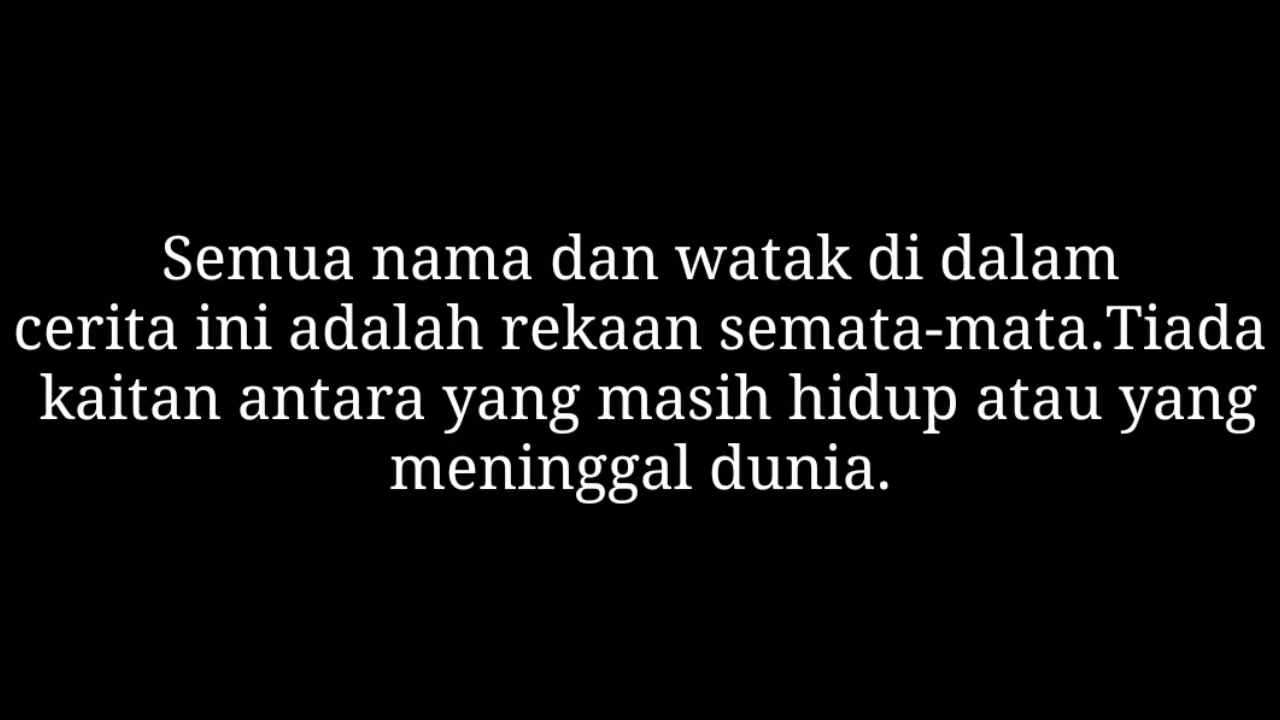 Semua nama dan watak di dalam
cerita ini adalah rekaan semata-mata.Tiada
kaitan antara yang masih hidup atau yang
meninggal dunia.